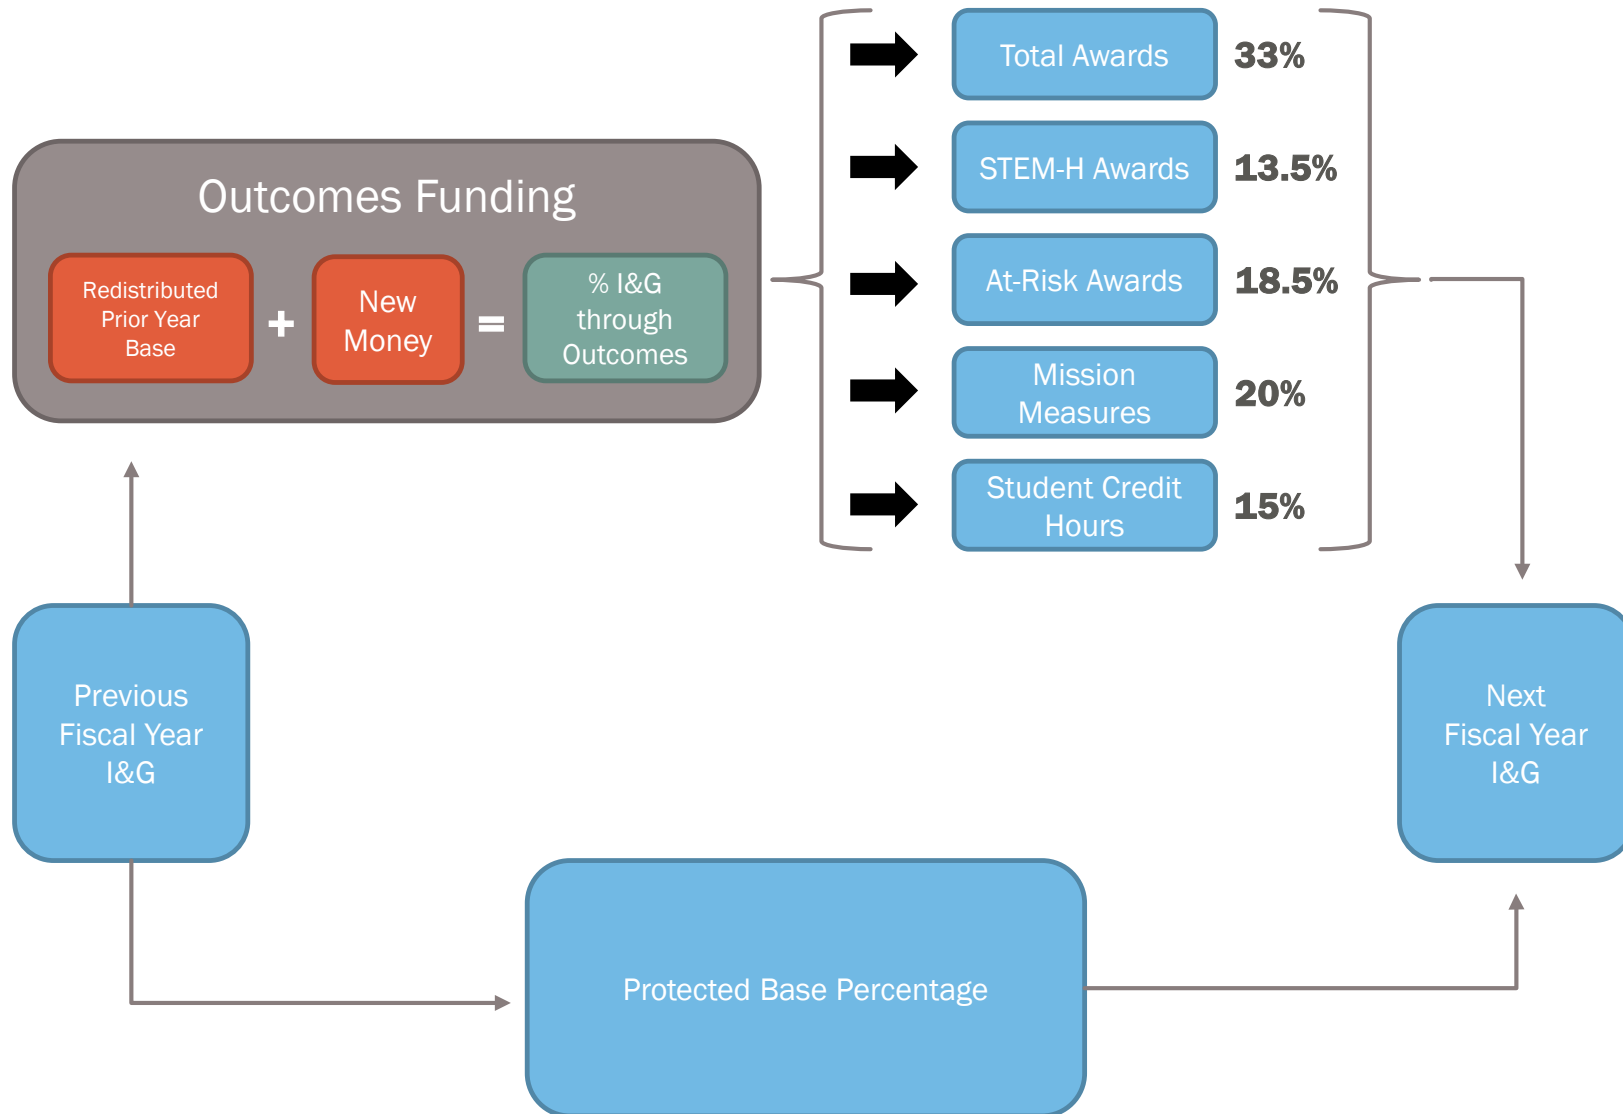 Outcomes Funding
Redistributed
Prior Year
Base
+
New
Money
=
% I&G
through
Outcomes
Total Awards
33%
STEM-H Awards
13.5%
At-Risk Awards
18.5%
Mission
Measures
20%
Student Credit
Hours
15%
Previous
Fiscal Year
I&G
Next
Fiscal Year
I&G
Protected Base Percentage